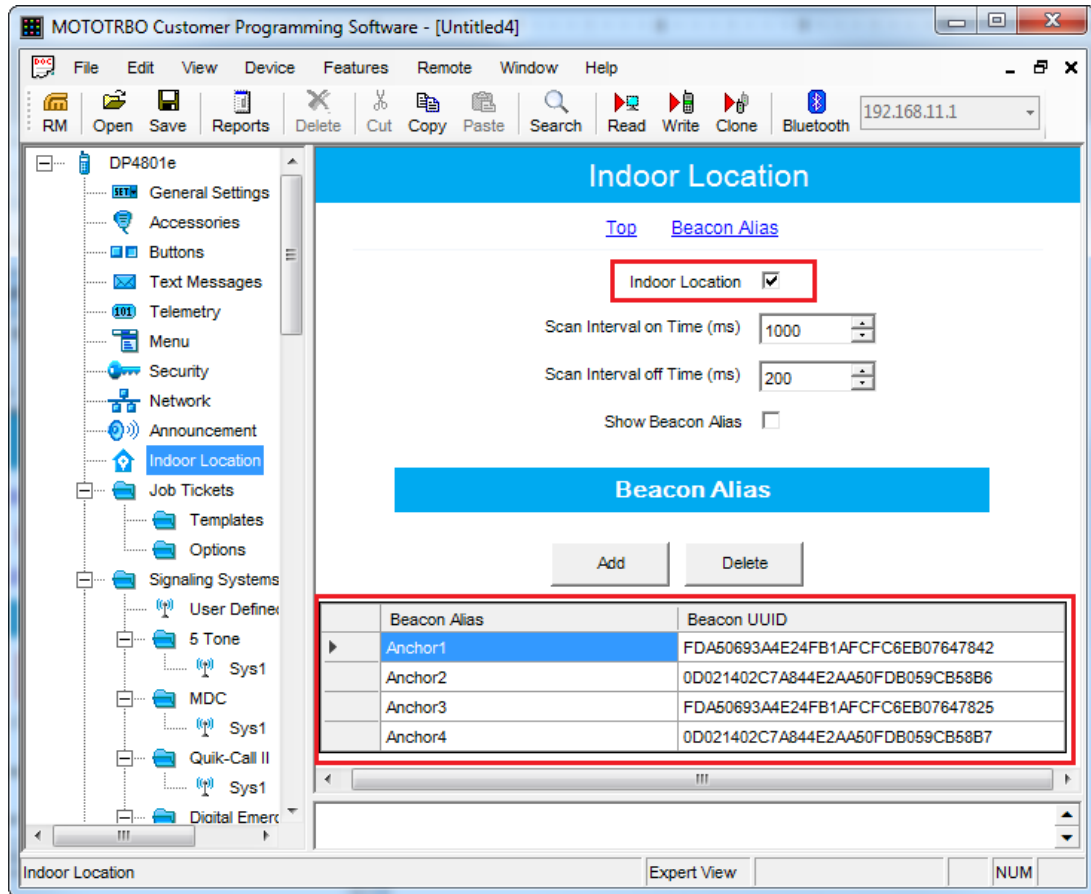 MOTOTRBO Customer Programming Software - [Untitled4]
File Edit View Device Features Remote Window Help
RM Open Save Reports Delete Cut Copy Paste Search Read Write Clone Bluetooth 192.168.11.1
DP4801e
SET General Settings
Accessories
Buttons
Text Messages
101 Telemetry
Menu
Security
Network
Announcement
Indoor Location
Job Tickets
Templates
Options
Signaling Systems
User Define
5 Tone
Sys1
MDC
Sys1
Quik-Call II
Sys1
Digital Emerg
Indoor Location
Top Beacon Alias
Indoor Location
Scan Interval on Time (ms) 1000
Scan Interval off Time (ms) 200
Show Beacon Alias
Beacon Alias
Add Delete
Beacon Alias Beacon UUID
Anchor1 FDA50693A4E24FB1AFCFC6EB07647842
Anchor2 0D021402C7A844E2AA50FDB059CB58B6
Anchor3 FDA50693A4E24FB1AFCFC6EB07647825
Anchor4 0D021402C7A844E2AA50FDB059CB58B7
Indoor Location Expert View NUM